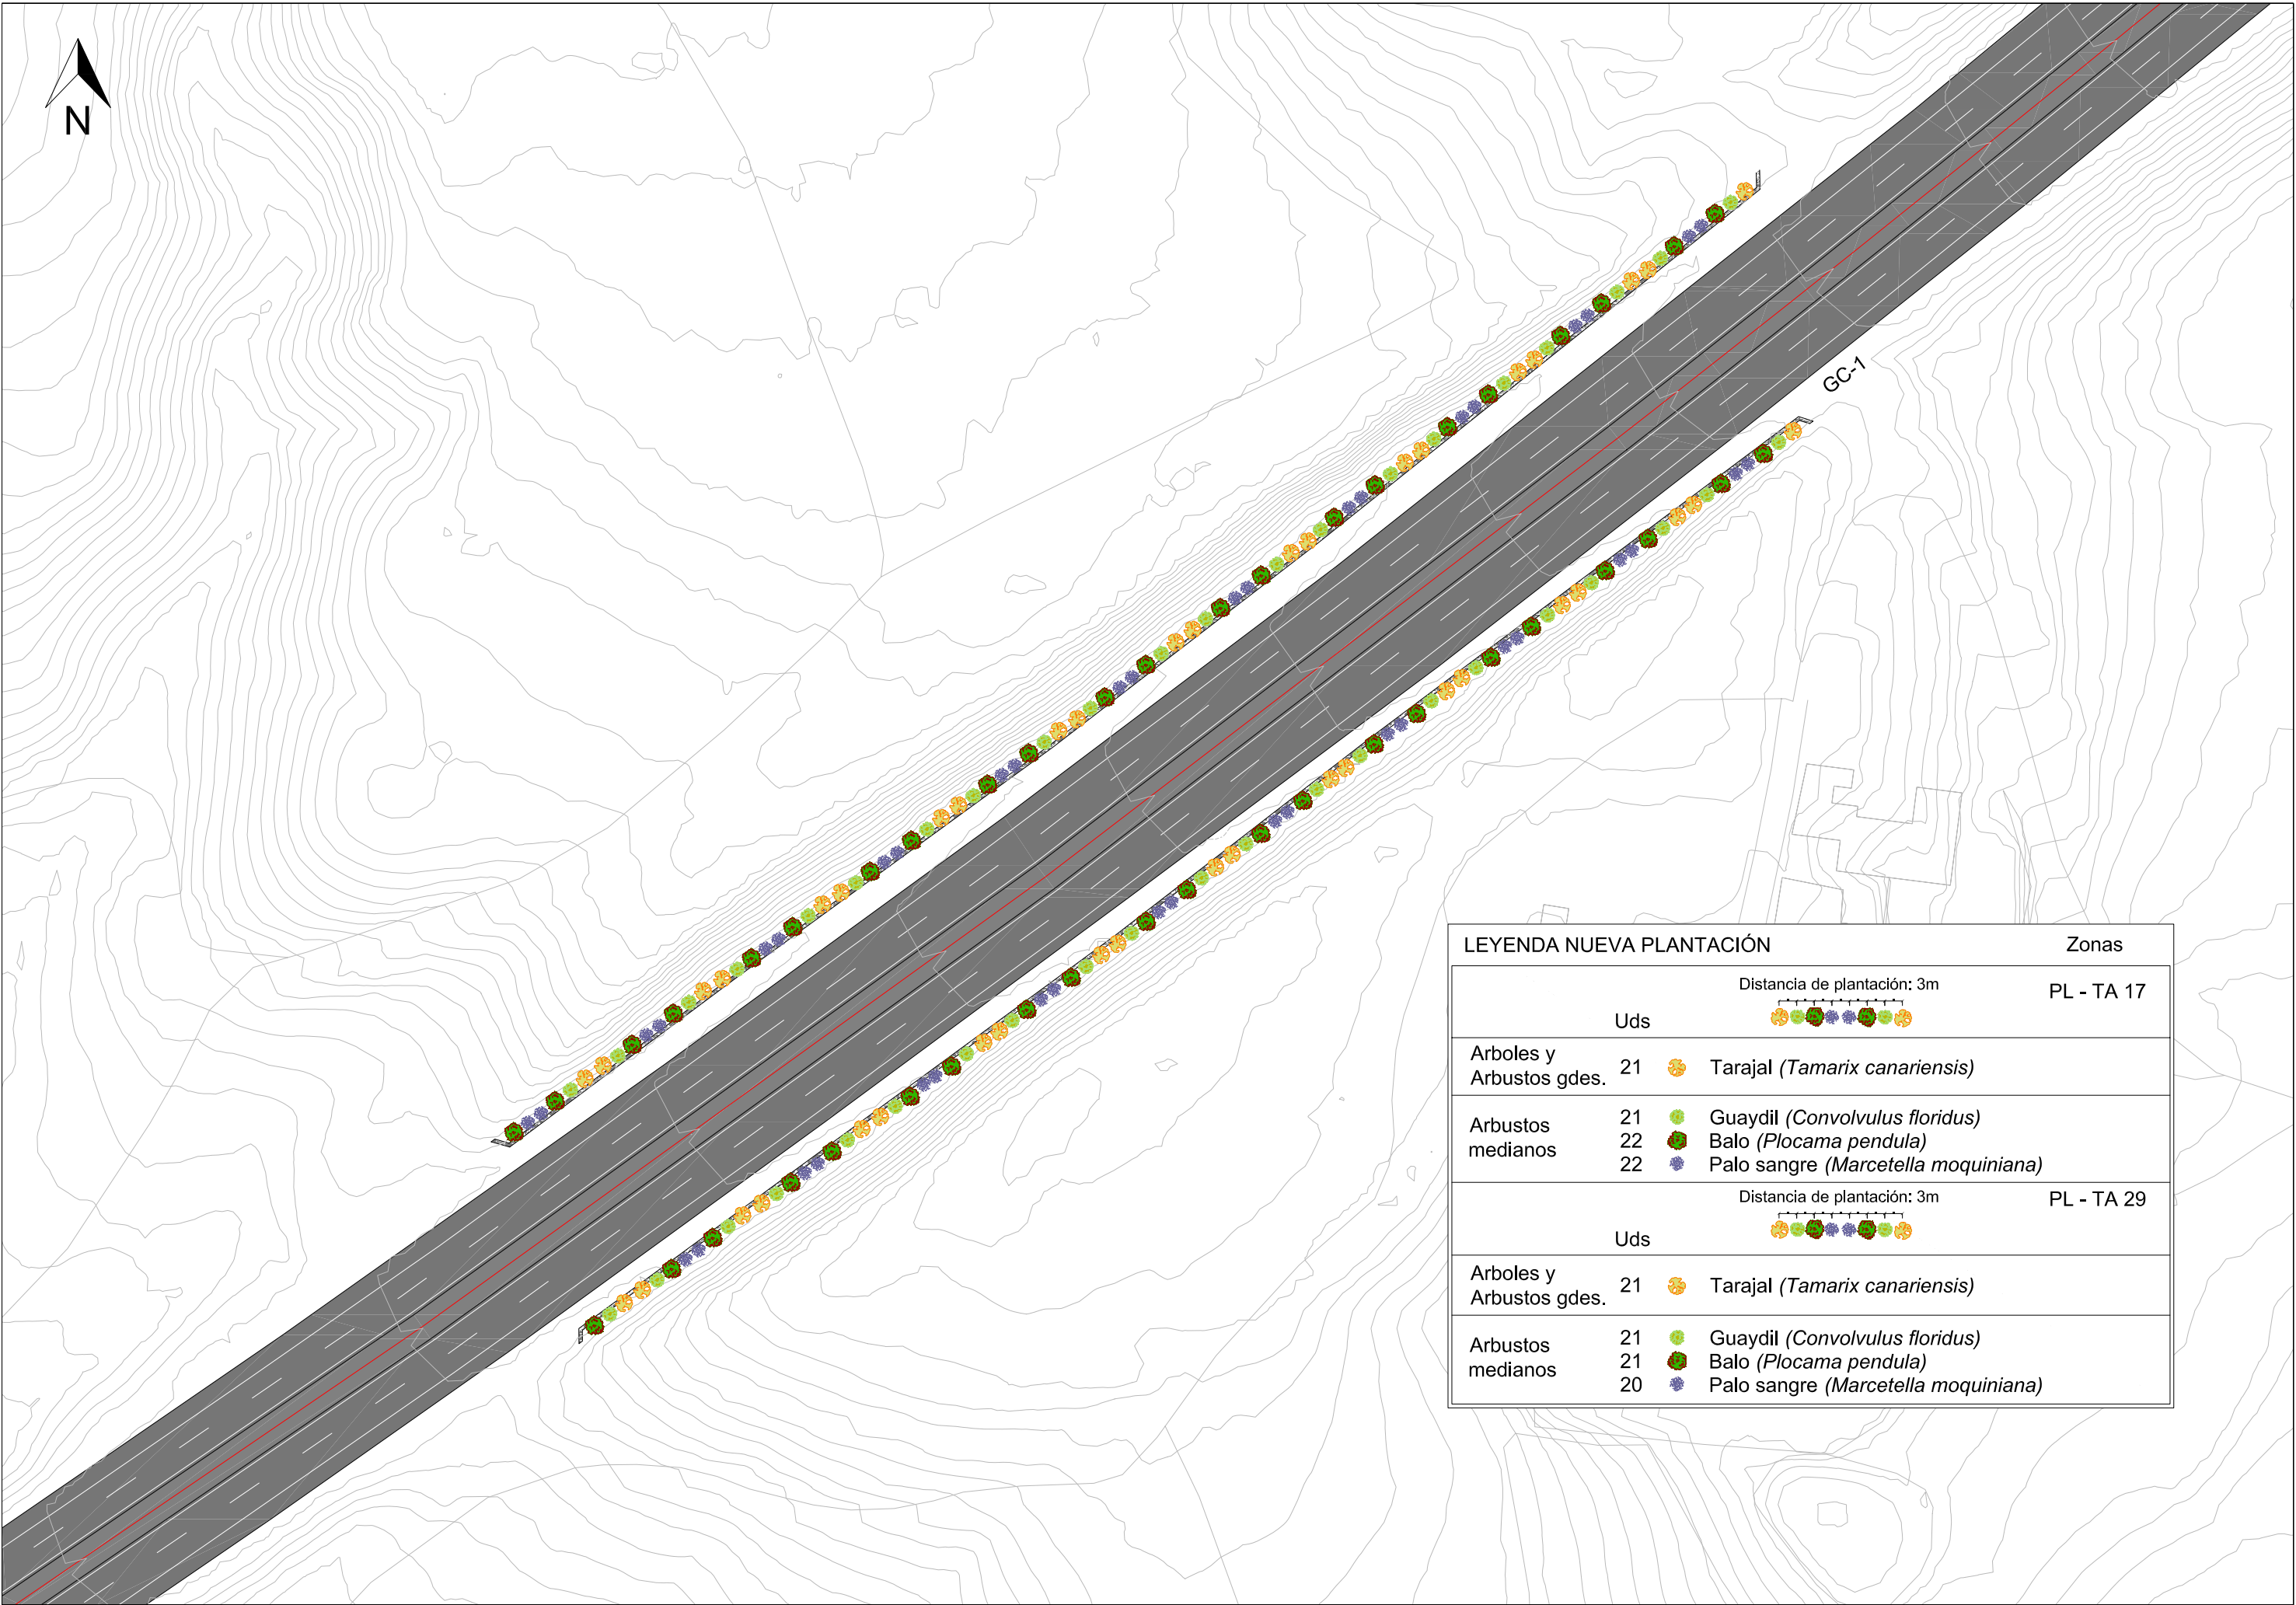 N
GC-1
LEYENDA NUEVA PLANTACIÓN Zonas
Distancia de plantación: 3m PL - TA 17
Uds
Arboles y
Arbustos gdes. 21 Tarajal (Tamarix canariensis)
Arbustos
medianos
21 Guaydil (Convolvulus floridus)
22 Balo (Plocama pendula)
22 Palo sangre (Marcetella moquiniana)
Distancia de plantación: 3m PL - TA 29
Uds
Arboles y
Arbustos gdes. 21 Tarajal (Tamarix canariensis)
Arbustos
medianos
21 Guaydil (Convolvulus floridus)
21 Balo (Plocama pendula)
20 Palo sangre (Marcetella moquiniana)